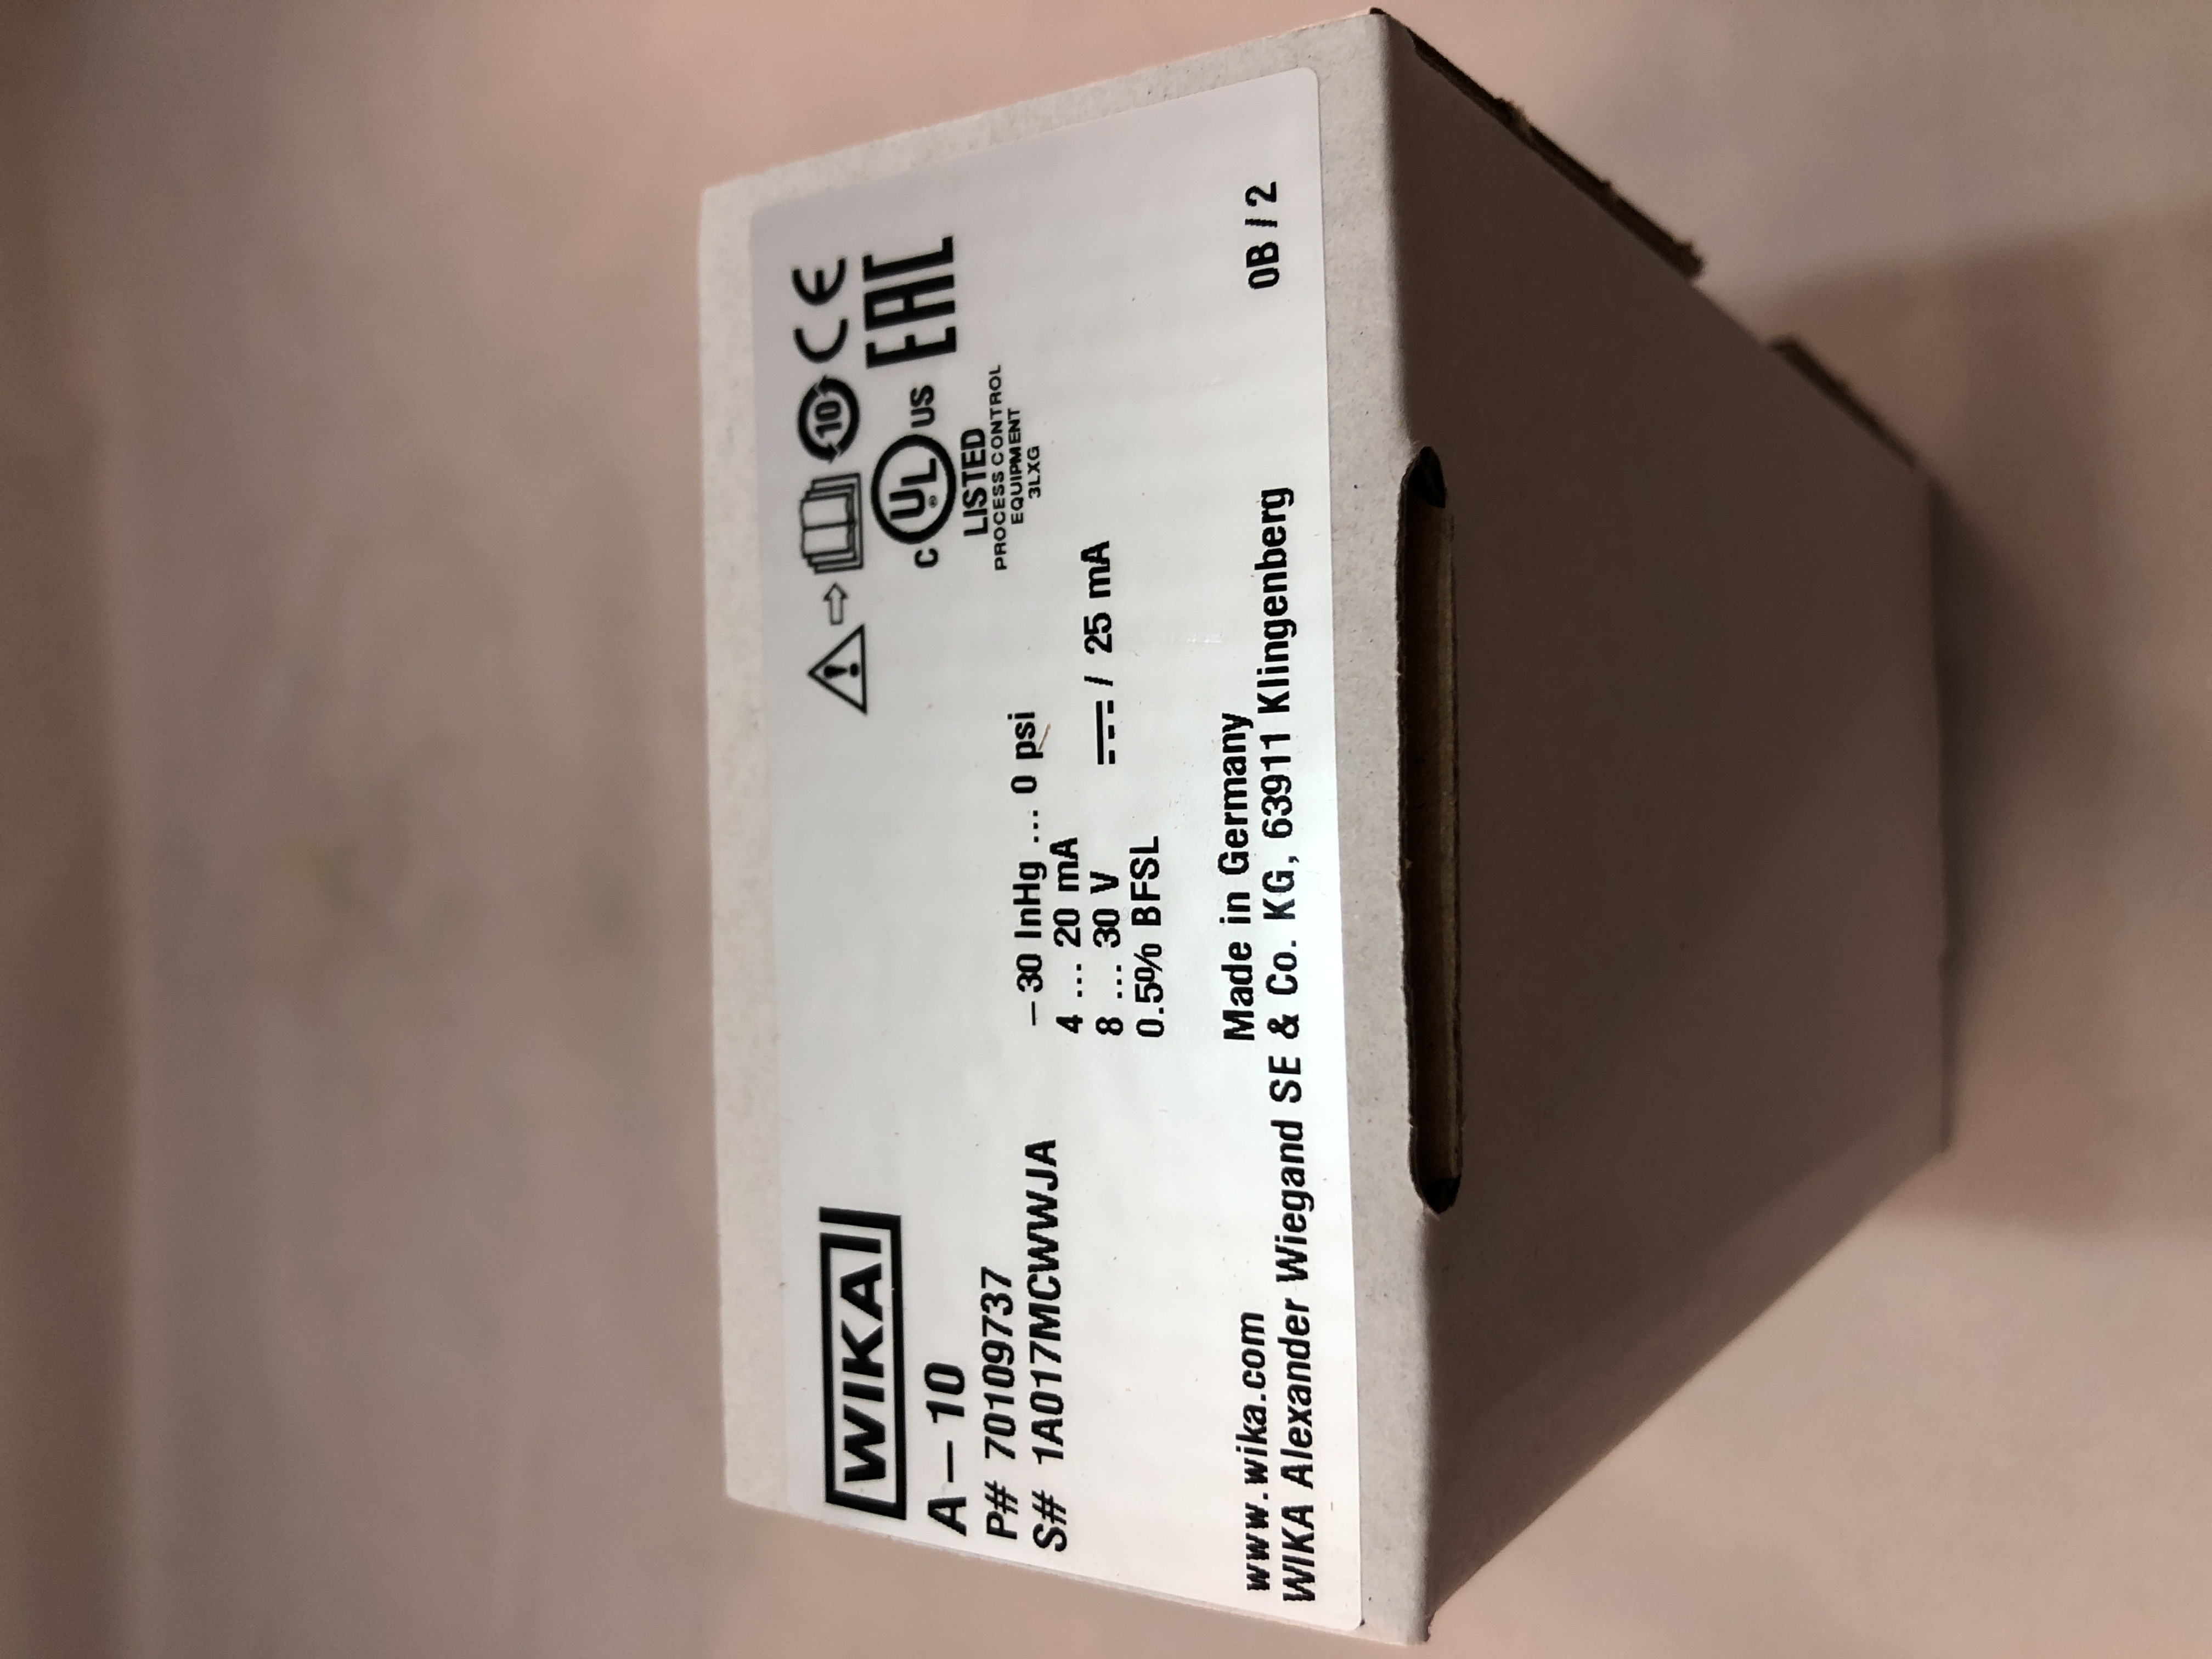 WIKA
A-10
P# 70109737
S# 1A017MCWWJA
-30 InHg ... 0 psi
4 ... 20 mA
8 ... 30 V ⎓ / 25 mA
0.5% BFSL
10 CE
C UL ® US EAC
LISTED
PROCESS CONTROL
EQUIPMENT
3LXG
www.wika.com Made in Germany
WIKA Alexander Wiegand SE & Co. KG, 63911 Klingenberg 0B / 2